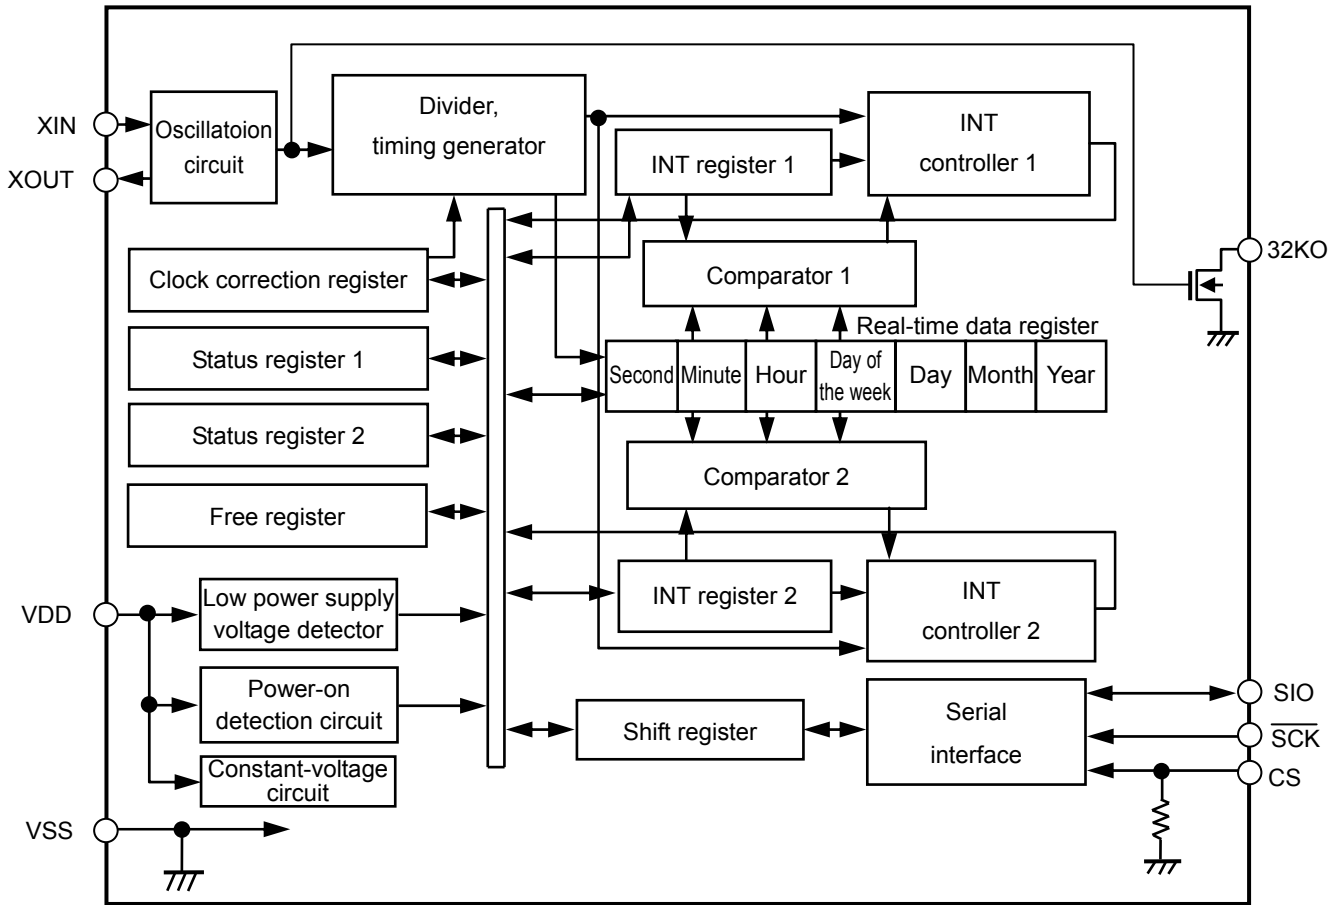 XIN
XOUT
Oscillatoion
circuit
Divider,
timing generator
INT register 1
INT
controller 1
Clock correction register
Comparator 1
32KO
Status register 1
Real-time data register
Second
Minute
Hour
Day of
the week
Day
Month
Year
Status register 2
Comparator 2
Free register
VDD
Low power supply
voltage detector
INT register 2
INT
controller 2
Power-on
detection circuit
Shift register
Serial
interface
SIO
SCK
CS
Constant-voltage
circuit
VSS